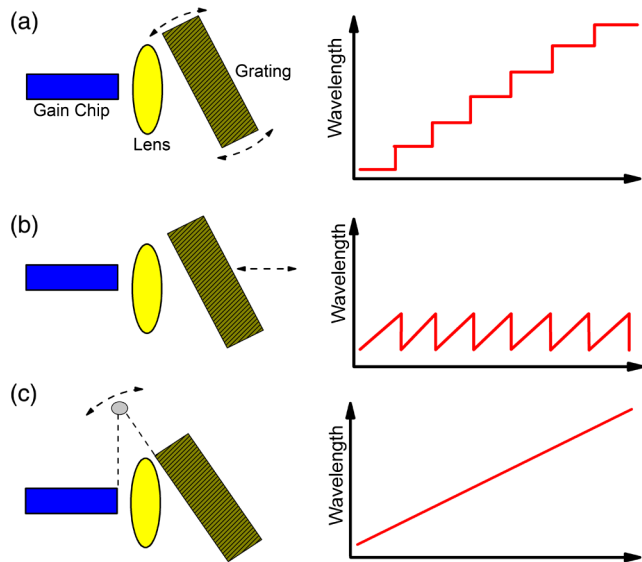 (a)
Gain Chip
Lens
Grating
Wavelength
(b)
Wavelength
(c)
Wavelength